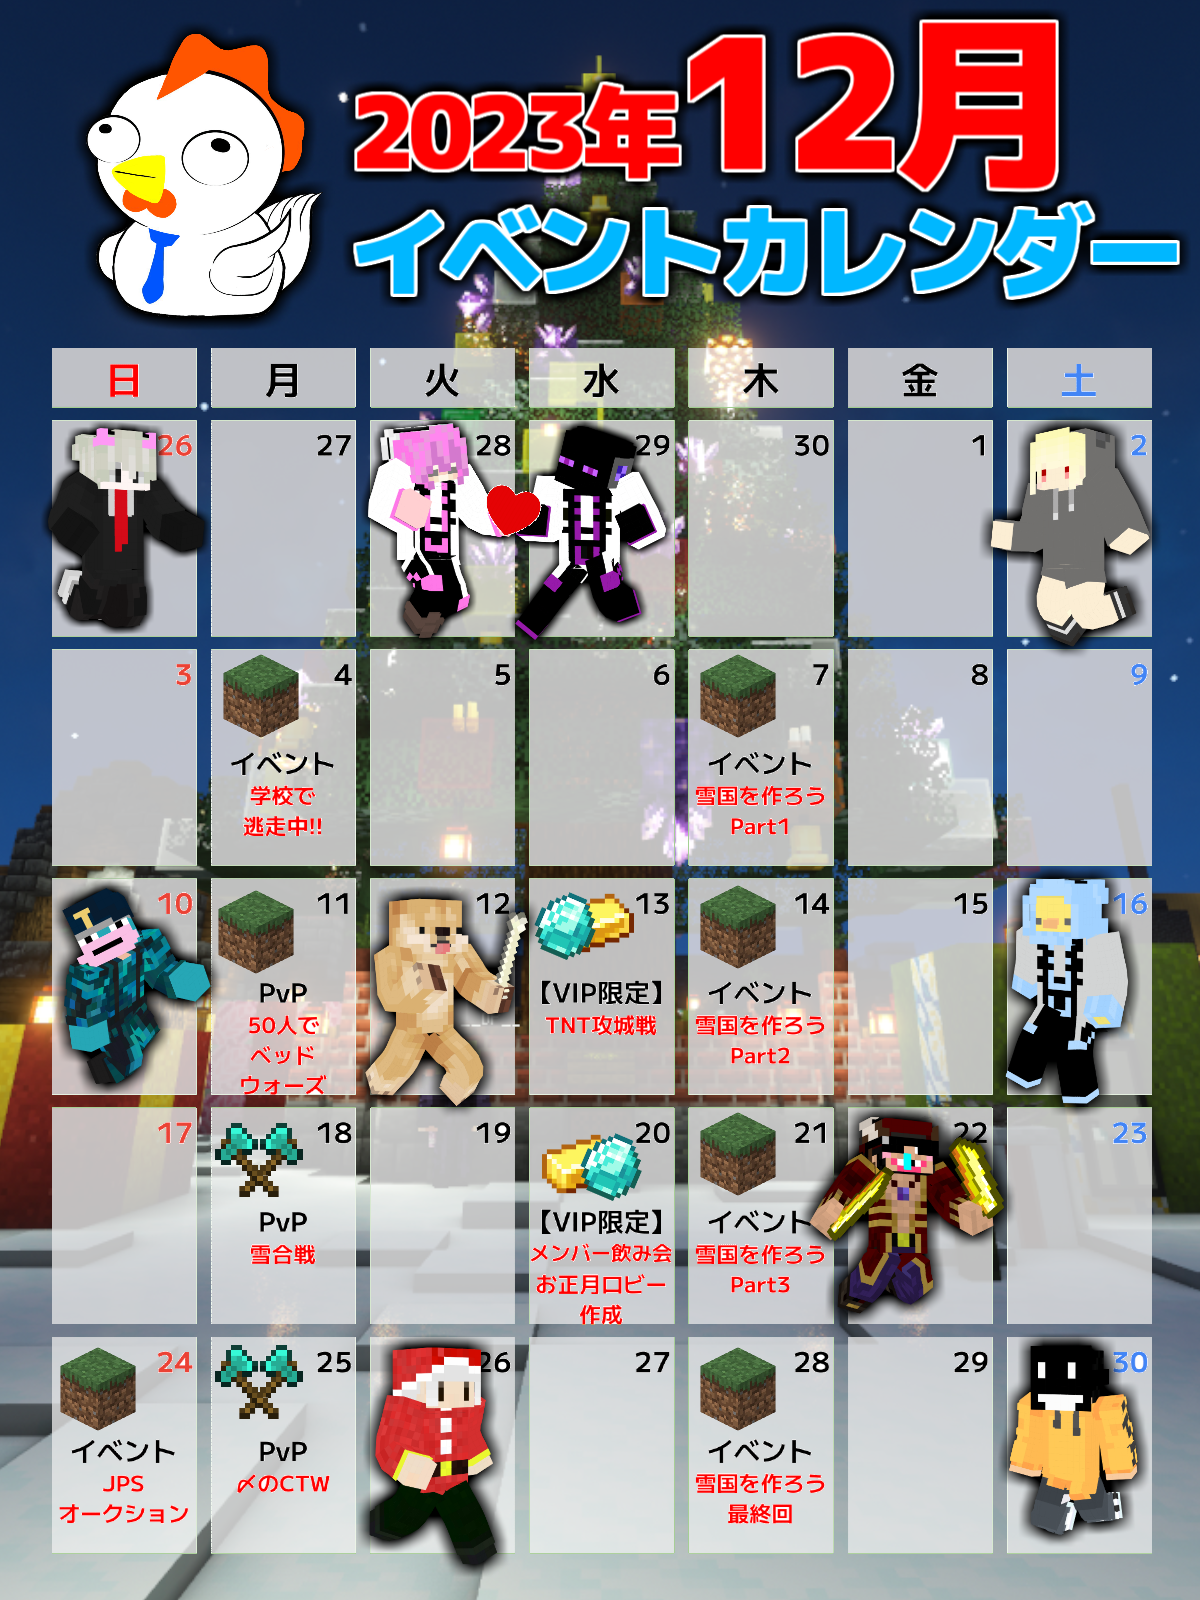 2023年12月
イベントカレンダー
日 月 火 水 木 金 土
26 27 28 29 30 1 2
3 4 5 6 7 8 9
イベント
学校で
逃走中!!
イベント
雪国を作ろう
Part1
10 11 12 13 14 15 16
PvP
50人で
ベッド
ウォーズ
【VIP限定】
TNT攻城戦
イベント
雪国を作ろう
Part2
17 18 19 20 21 22 23
PvP
雪合戦
【VIP限定】
メンバー飲み会
お正月ロビー
作成
イベント
雪国を作ろう
Part3
24 25 26 27 28 29 30
イベント
JPS
オークション
PvP
〆のCTW
イベント
雪国を作ろう
最終回